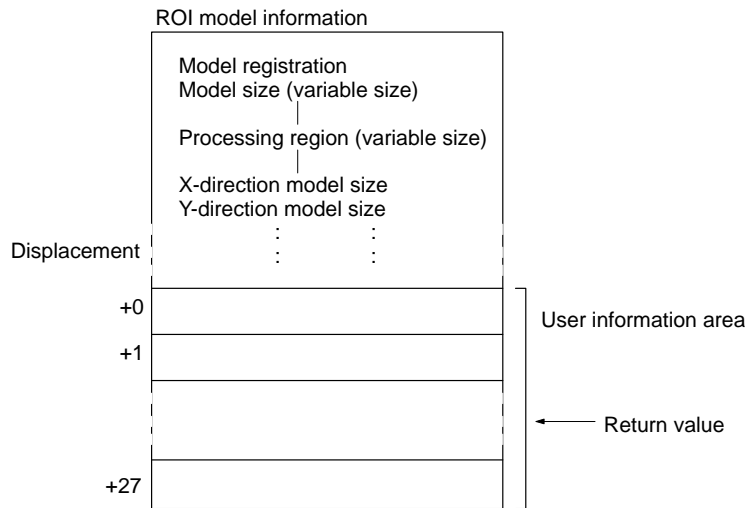 ROI model information
Model registration
Model size (variable size)
Processing region (variable size)
X-direction model size
Y-direction model size
Displacement
+0
User information area
+1
Return value
+27